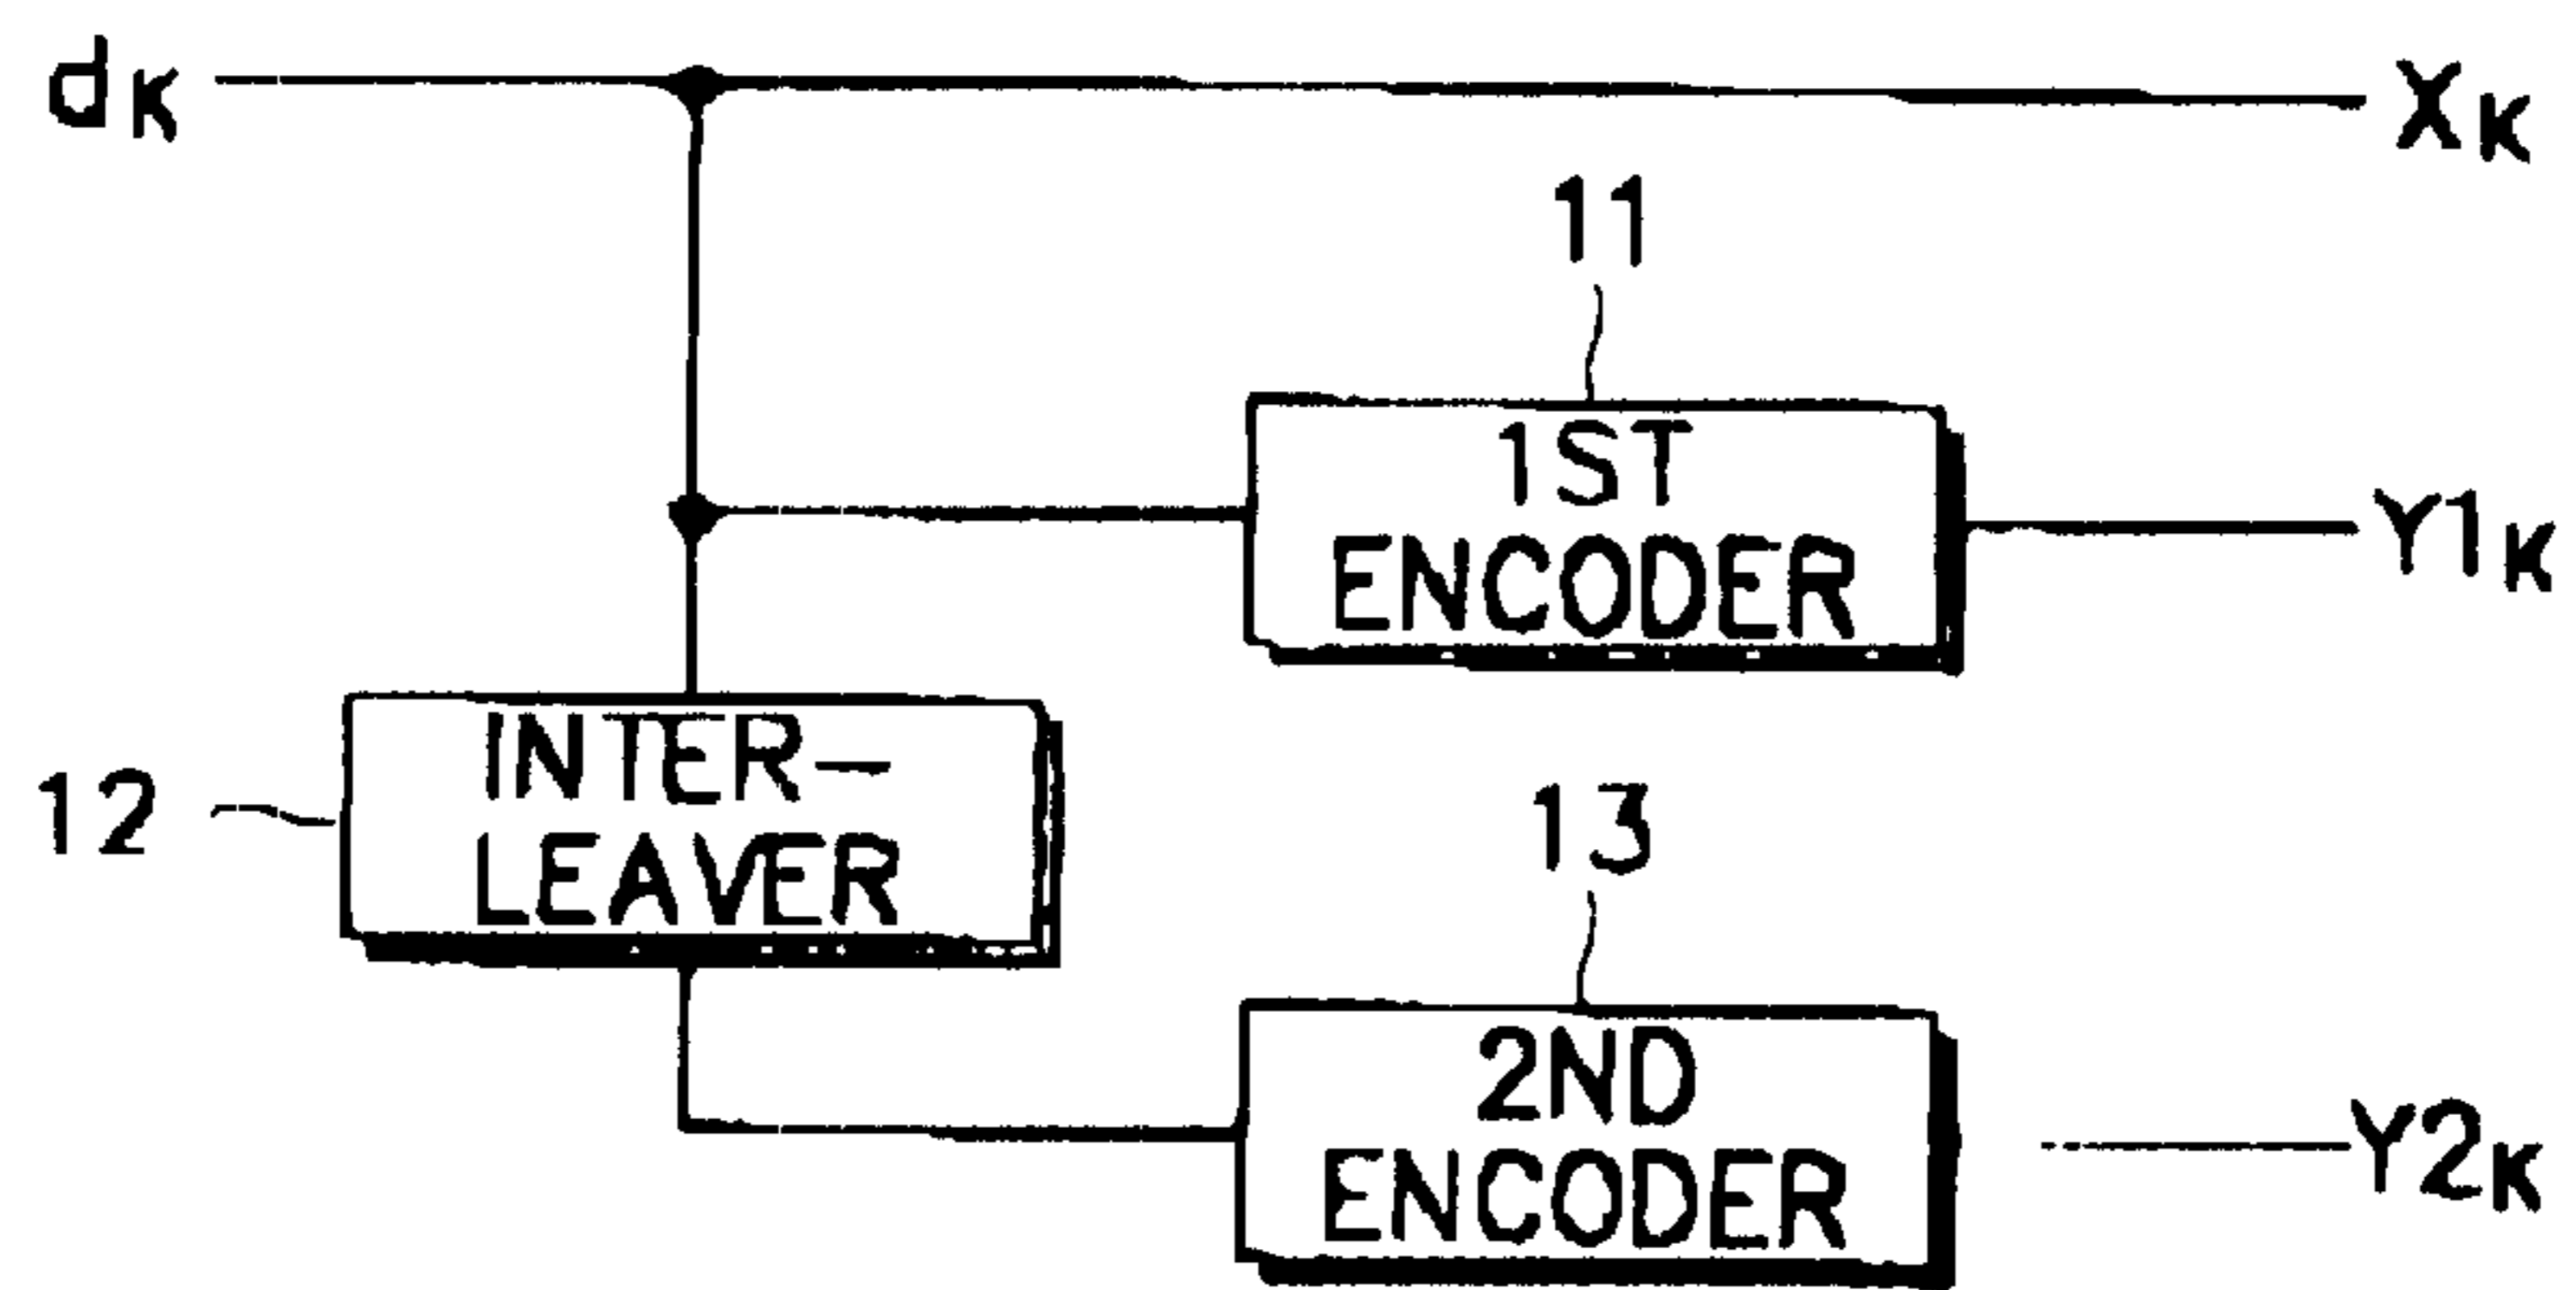 dK
XK
11
1ST
ENCODER
Y1K
INTER-
LEAVER
12
13
2ND
ENCODER
Y2K